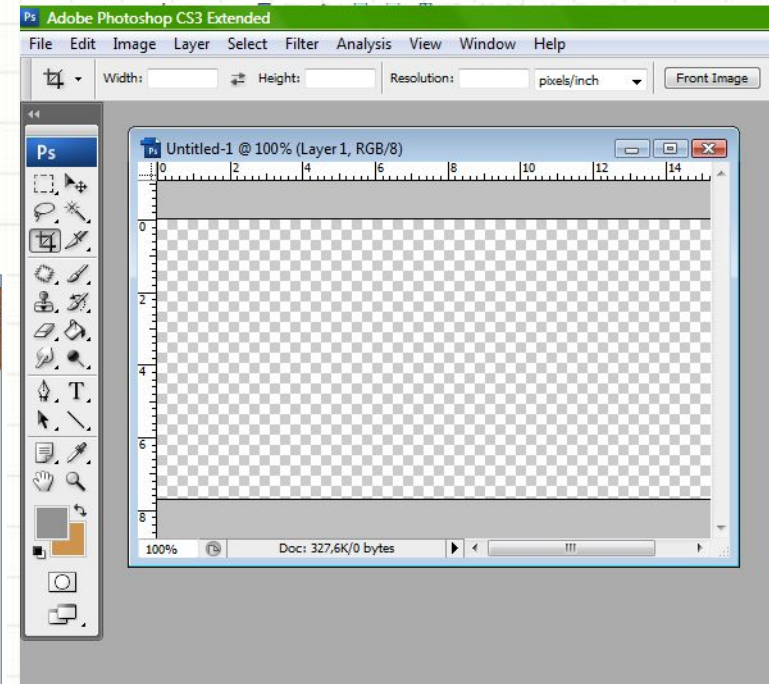 Ps Adobe Photoshop CS3 Extended
File Edit Image Layer Select Filter Analysis View Window Help
Width: Height: Resolution: pixels/inch Front Image
Ps
Ps Untitled-1 @ 100% (Layer 1, RGB/8)
0 2 4 6 8 10 12 14
0
2
4
6
8
T
100% Doc: 327,6K/0 bytes